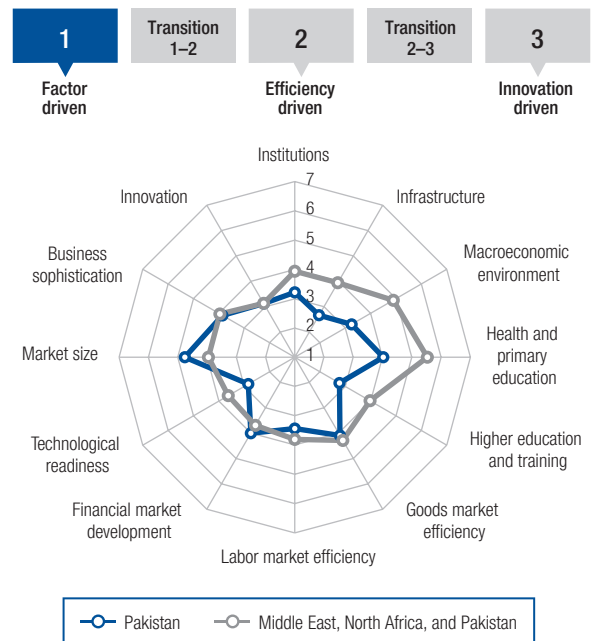 1
Transition
1–2
2
Transition
2–3
3
Factor
driven
Efficiency
driven
Innovation
driven
Institutions
7
6
5
4
3
2
1
Infrastructure
Macroeconomic
environment
Health and
primary
education
Higher education
and training
Goods market
efficiency
Labor market efficiency
Financial market
development
Technological
readiness
Market size
Business
sophistication
Innovation
Pakistan
Middle East, North Africa, and Pakistan